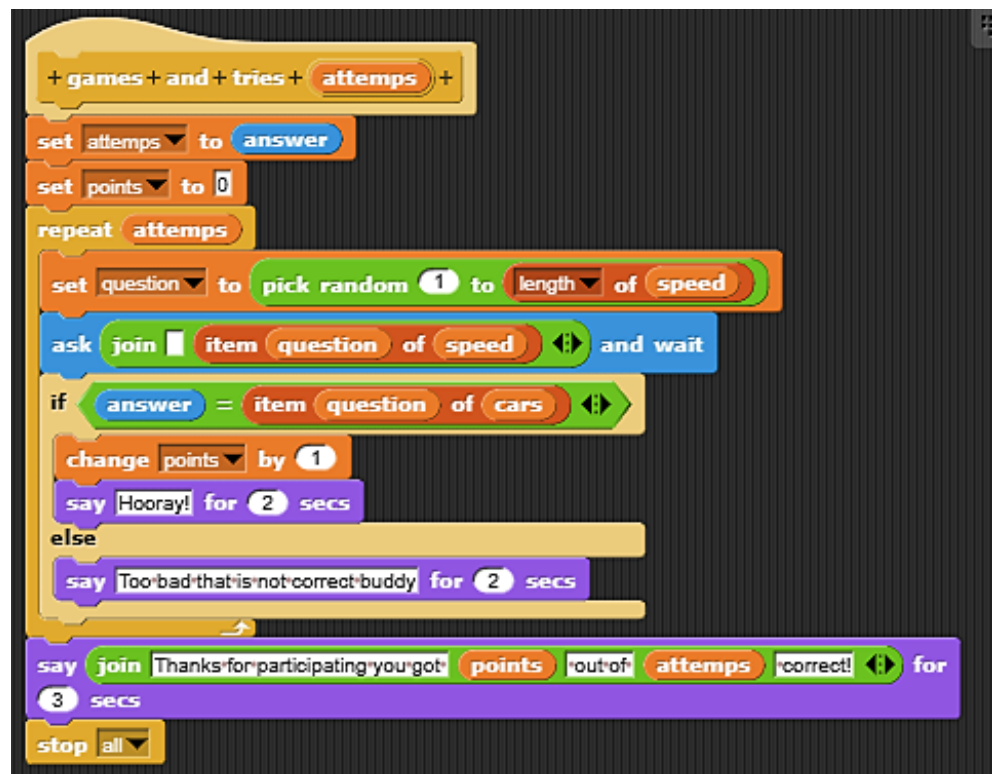 + games + and + tries + attemps +
set attemps to answer
set points to 0
repeat attemps
set question to pick random 1 to length of speed
ask join item question of speed and wait
if answer = item question of cars
change points by 1
say Hooray! for 2 secs
else
say Too bad that is not correct buddy for 2 secs
say join Thanks for participating you got points out of attemps correct! for
3 secs
stop all